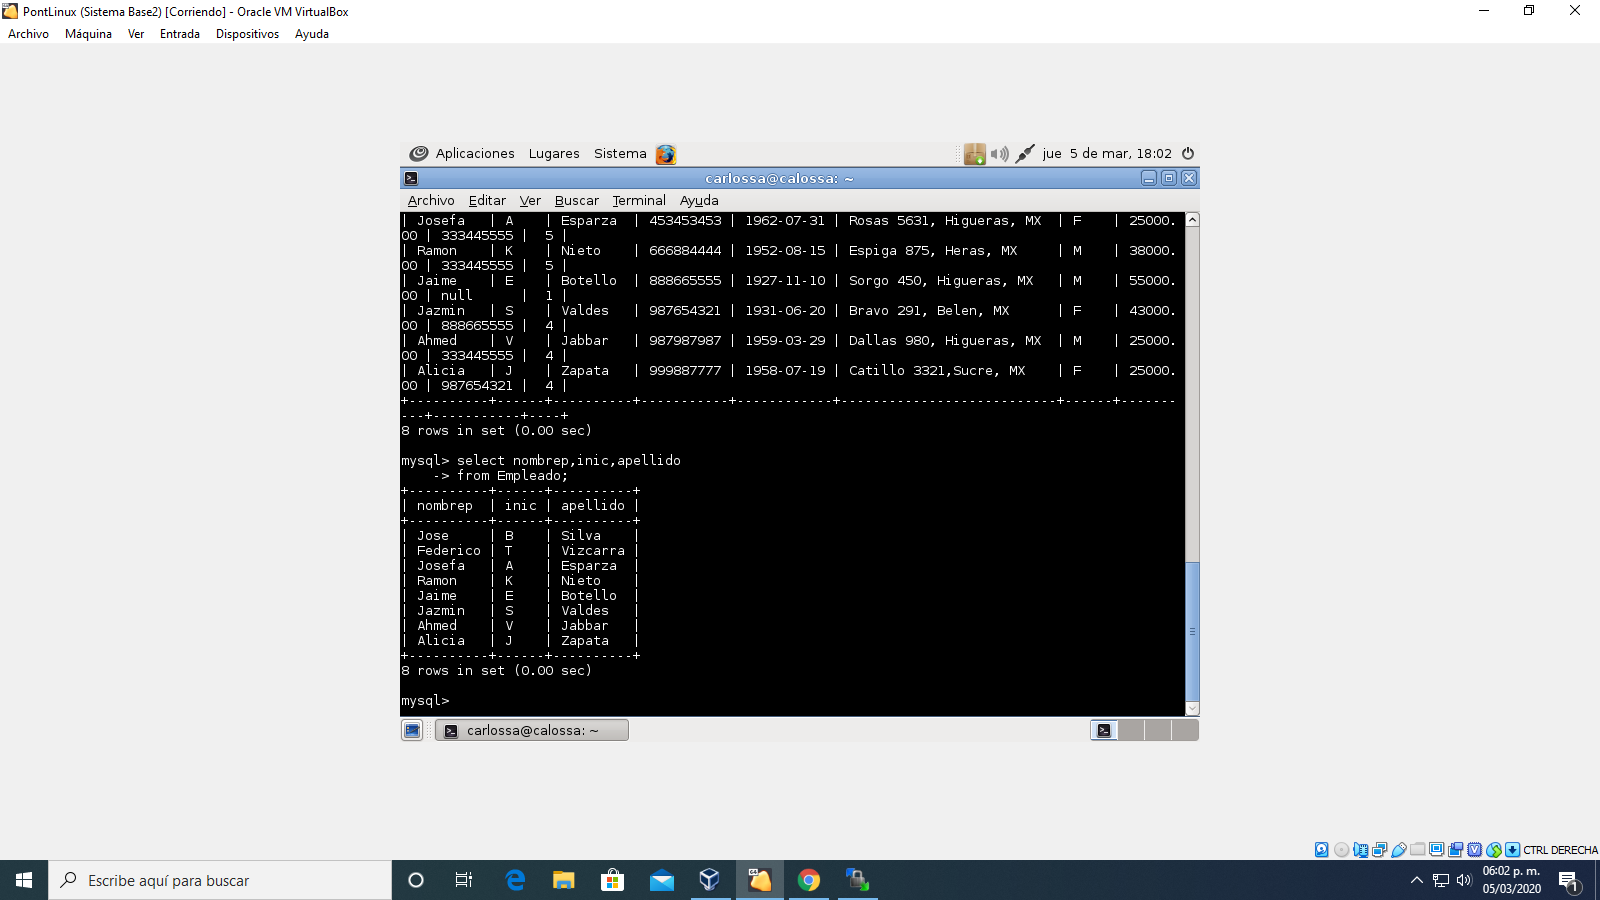 PontLinux (Sistema Base2) [Corriendo] - Oracle VM VirtualBox
Archivo Máquina Ver Entrada Dispositivos Ayuda
Aplicaciones Lugares Sistema jue 5 de mar, 18:02
carlossa@calossa: ~
Archivo Editar Ver Buscar Terminal Ayuda
| Josefa   | A    | Esparza  | 453453453 | 1962-07-31 | Rosas 5631, Higueras, MX  | F    | 25000.
00 | 333445555 |  5 |
| Ramon    | K    | Nieto    | 666884444 | 1952-08-15 | Espiga 875, Heras, MX     | M    | 38000.
00 | 333445555 |  5 |
| Jaime    | E    | Botello  | 888665555 | 1927-11-10 | Sorgo 450, Higueras, MX   | M    | 55000.
00 | null      |  1 |
| Jazmin   | S    | Valdes   | 987654321 | 1931-06-20 | Bravo 291, Belen, MX      | F    | 43000.
00 | 888665555 |  4 |
| Ahmed    | V    | Jabbar   | 987987987 | 1959-03-29 | Dallas 980, Higueras, MX  | M    | 25000.
00 | 333445555 |  4 |
| Alicia   | J    | Zapata   | 999887777 | 1958-07-19 | Catillo 3321,Sucre, MX    | F    | 25000.
00 | 987654321 |  4 |
+----------+------+----------+-----------+------------+---------------------------+------+-------
---+-----------+----+
8 rows in set (0.00 sec)
mysql> select nombrep,inic,apellido
    -> from Empleado;
+----------+------+----------+
| nombrep  | inic | apellido |
+----------+------+----------+
| Jose     | B    | Silva    |
| Federico | T    | Vizcarra |
| Josefa   | A    | Esparza  |
| Ramon    | K    | Nieto    |
| Jaime    | E    | Botello  |
| Jazmin   | S    | Valdes   |
| Ahmed    | V    | Jabbar   |
| Alicia   | J    | Zapata   |
+----------+------+----------+
8 rows in set (0.00 sec)
mysql>
carlossa@calossa: ~
CTRL DERECHA
Escribe aquí para buscar
06:02 p. m.
05/03/2020
1